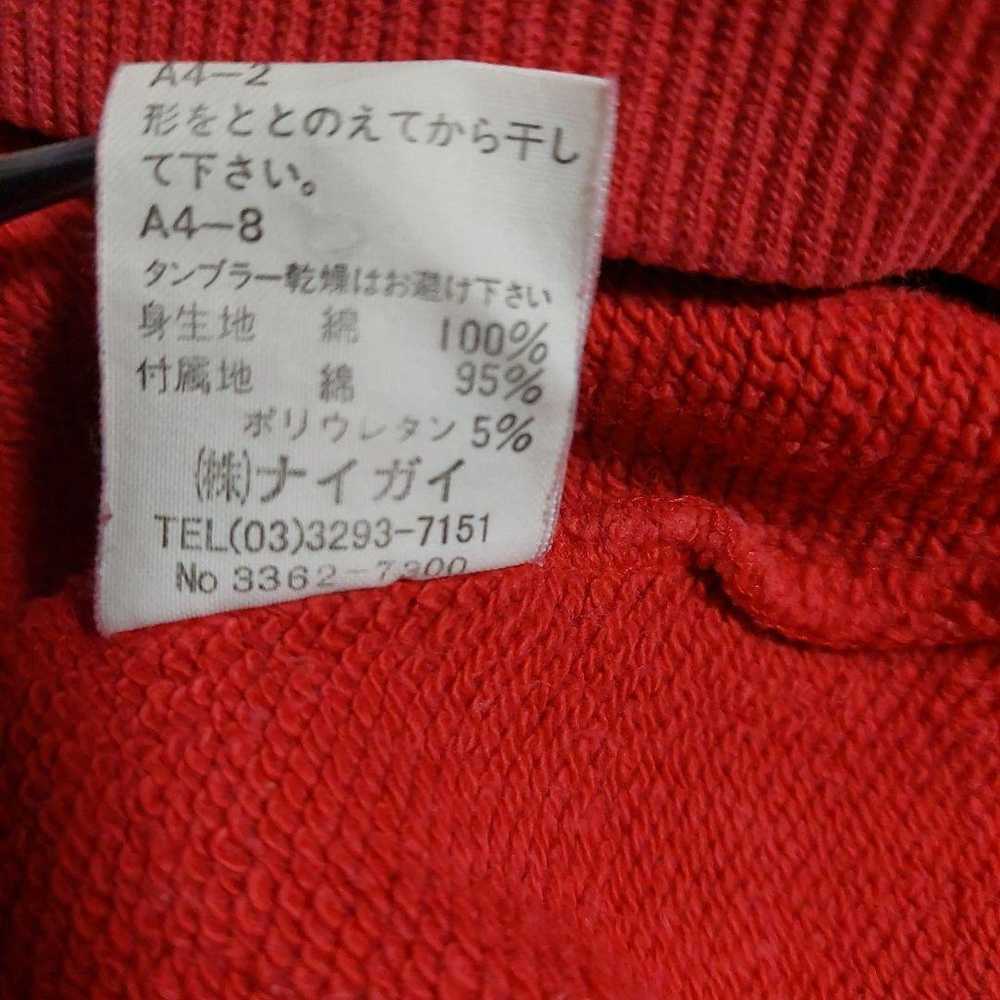 A4-2
形をととのえてから干し
て下さい。
A4-8
タンブラー乾燥はお避け下さい
身生地 綿 100%
付属地 綿 95%
ポリウレタン 5%
(株)ナイガイ
TEL(03)3293-7151
No 3362-7300